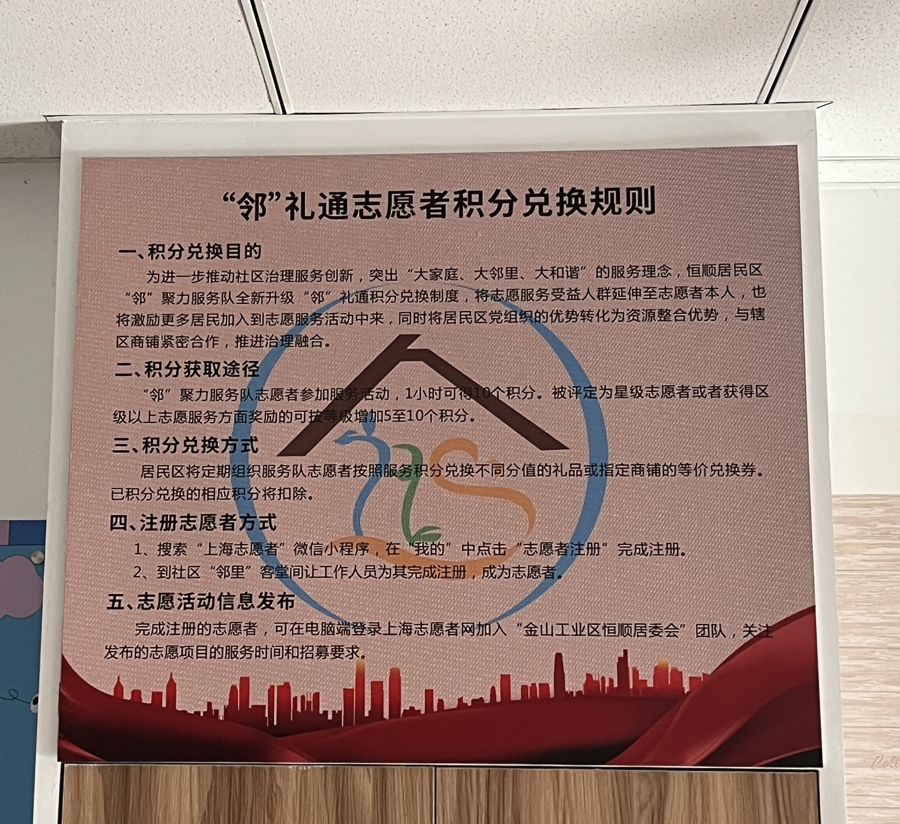 “邻”礼通志愿者积分兑换规则
一、积分兑换目的
为进一步推动社区治理服务创新，突出“大家庭、大邻里、大和谐”的服务理念，恒顺居民区
“邻”聚力服务队全新升级“邻”礼通积分兑换制度，将志愿服务受益人群延伸至志愿者本人，也
将激励更多居民加入到志愿服务活动中来，同时将居民区党组织的优势转化为资源整合优势，与辖
区商铺紧密合作，推进治理融合。
二、积分获取途径
“邻”聚力服务队志愿者参加服务活动，1小时可得10个积分。被评定为星级志愿者或者获得区
级以上志愿服务方面奖励的可按等级增加5至10个积分。
三、积分兑换方式
居民区将定期组织服务队志愿者按照服务积分兑换不同分值的礼品或指定商铺的等价兑换券。
已积分兑换的相应积分将扣除。
四、注册志愿者方式
1、搜索“上海志愿者”微信小程序，在“我的”中点击“志愿者注册”完成注册。
2、到社区“邻里”客堂间让工作人员为其完成注册，成为志愿者。
五、志愿活动信息发布
完成注册的志愿者，可在电脑端登录上海志愿者网加入“金山工业区恒顺居委会”团队，关注
发布的志愿项目的服务时间和招募要求。